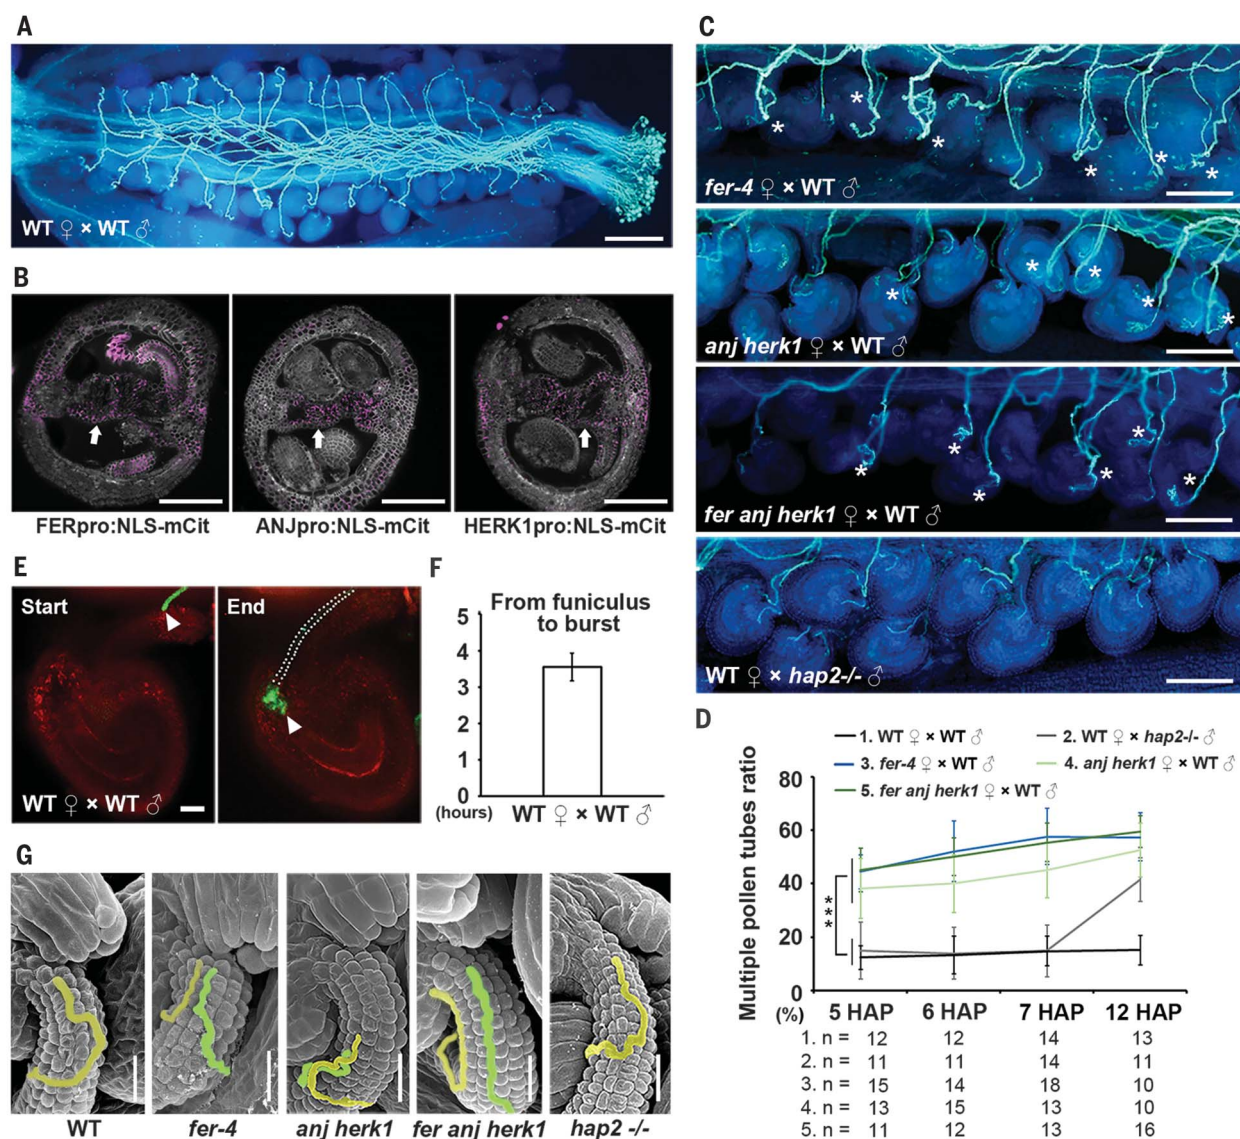 A
WT ♀ × WT ♂
B
FERpro:NLS-mCit
ANJpro:NLS-mCit
HERK1pro:NLS-mCit
C
*
*
*
*
*
*
fer-4 ♀ × WT ♂
*
*
*
*
*
anj herk1 ♀ × WT ♂
*
*
*
*
*
*
fer anj herk1 ♀ × WT ♂
WT ♀ × hap2-/- ♂
E
Start
End
WT ♀ × WT ♂
F
From funiculus
to burst
5
4
3
2
1
0
(hours)
WT ♀ × WT ♂
D
1. WT ♀ × WT ♂
2. WT ♀ × hap2-/- ♂
3. fer-4 ♀ × WT ♂
4. anj herk1 ♀ × WT ♂
5. fer anj herk1 ♀ × WT ♂
Multiple pollen tubes ratio
80
60
40
20
0
(%)
***
5 HAP 6 HAP 7 HAP 12 HAP
1. n = 12 12 14 13
2. n = 11 11 14 11
3. n = 15 14 18 10
4. n = 13 15 13 10
5. n = 11 12 13 16
G
WT
fer-4
anj herk1
fer anj herk1
hap2 -/-